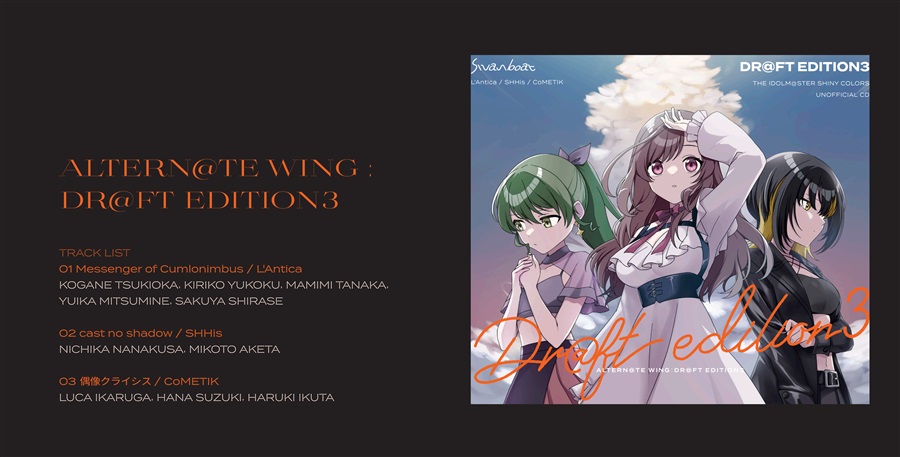 ALTERN@TE WING :
DR@FT EDITION3
TRACK LIST
01 Messenger of Cumlonimbus / L'Antica
KOGANE TSUKIOKA, KIRIKO YUKOKU, MAMIMI TANAKA,
YUIKA MITSUMINE, SAKUYA SHIRASE
02 cast no shadow / SHHis
NICHIKA NANAKUSA, MIKOTO AKETA
03 偶像クライシス / CoMETIK
LUCA IKARUGA, HANA SUZUKI, HARUKI IKUTA
Swanboat
L'Antica / SHHis / CoMETIK
DR@FT EDITION3
THE IDOLM@STER SHINY COLORS
UNOFFICIAL CD
Dr@ft edition3
ALTERN@TE WING DR@FT EDITION3